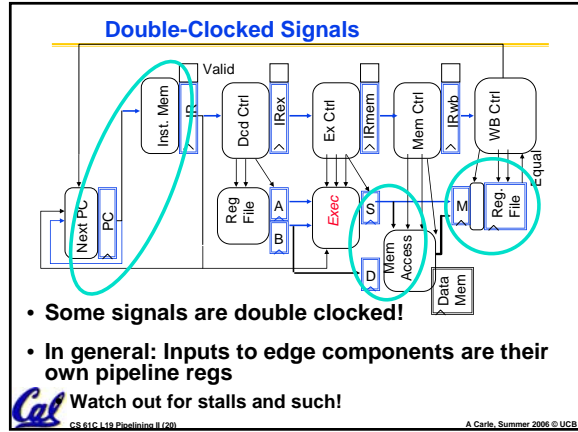 Double-Clocked Signals
Valid
Inst. Mem
IR
Dcd Ctrl
IRex
Ex Ctrl
IRmem
Mem Ctrl
IRwb
WB Ctrl
Equal
Next PC
PC
Reg
File
A
B
Exec
S
D
Mem
Access
Data
Mem
M
Reg.
File
• Some signals are double clocked!
• In general: Inputs to edge components are their
own pipeline regs
Cal
Watch out for stalls and such!
CS 61C L19 Pipelining II (20)
A Carle, Summer 2006 © UCB